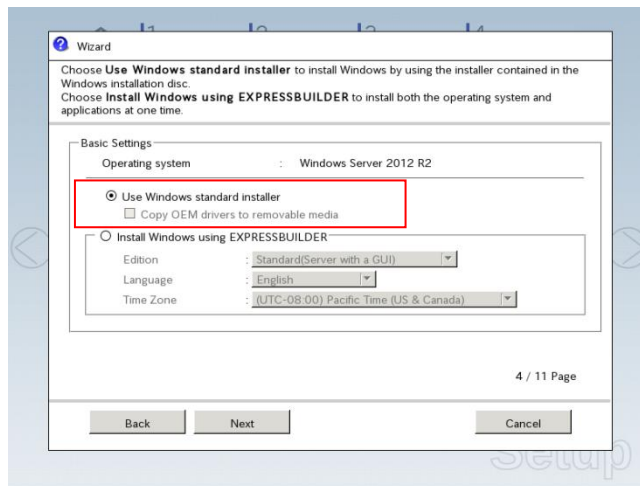 1 2 3 4
Wizard
Choose Use Windows standard installer to install Windows by using the installer contained in the
Windows installation disc.
Choose Install Windows using EXPRESSBUILDER to install both the operating system and
applications at one time.
Basic Settings
Operating system : Windows Server 2012 R2
Use Windows standard installer
Copy OEM drivers to removable media
Install Windows using EXPRESSBUILDER
Edition : Standard(Server with a GUI)
Language : English
Time Zone : (UTC-08:00) Pacific Time (US & Canada)
4 / 11 Page
Back Next Cancel
Setup